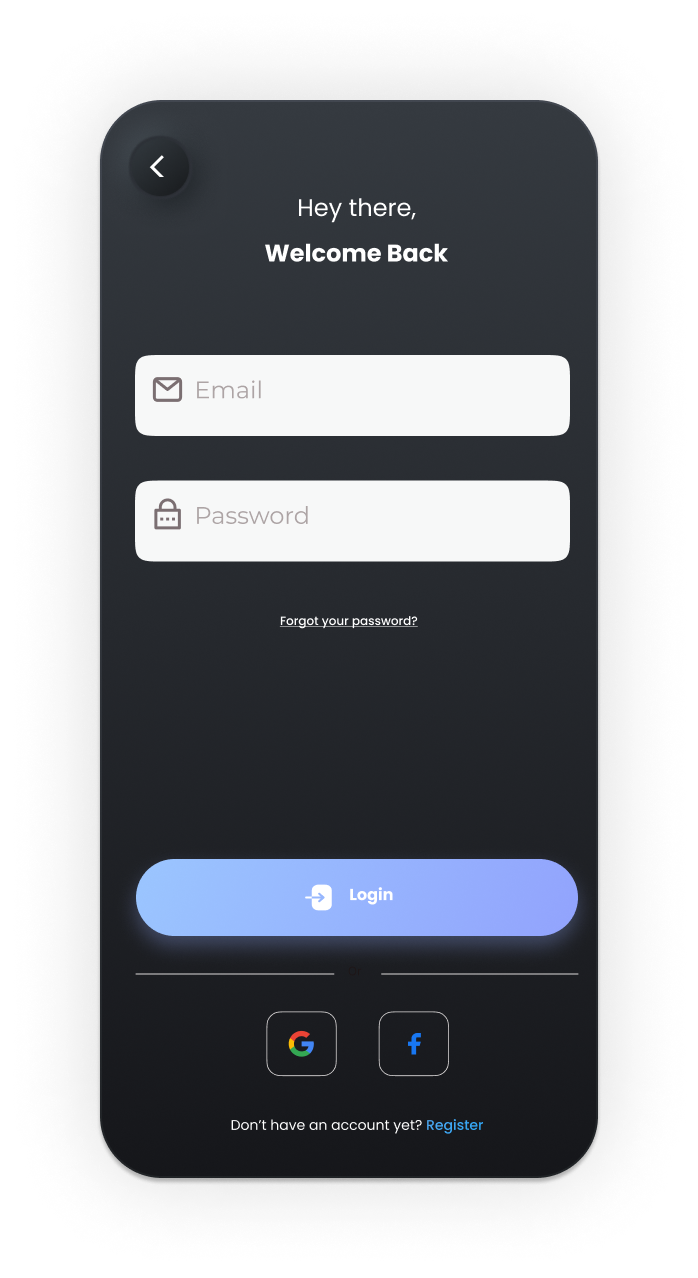 Hey there,
Welcome Back
Email
Password
Forgot your password?
Login
Don’t have an account yet? Register